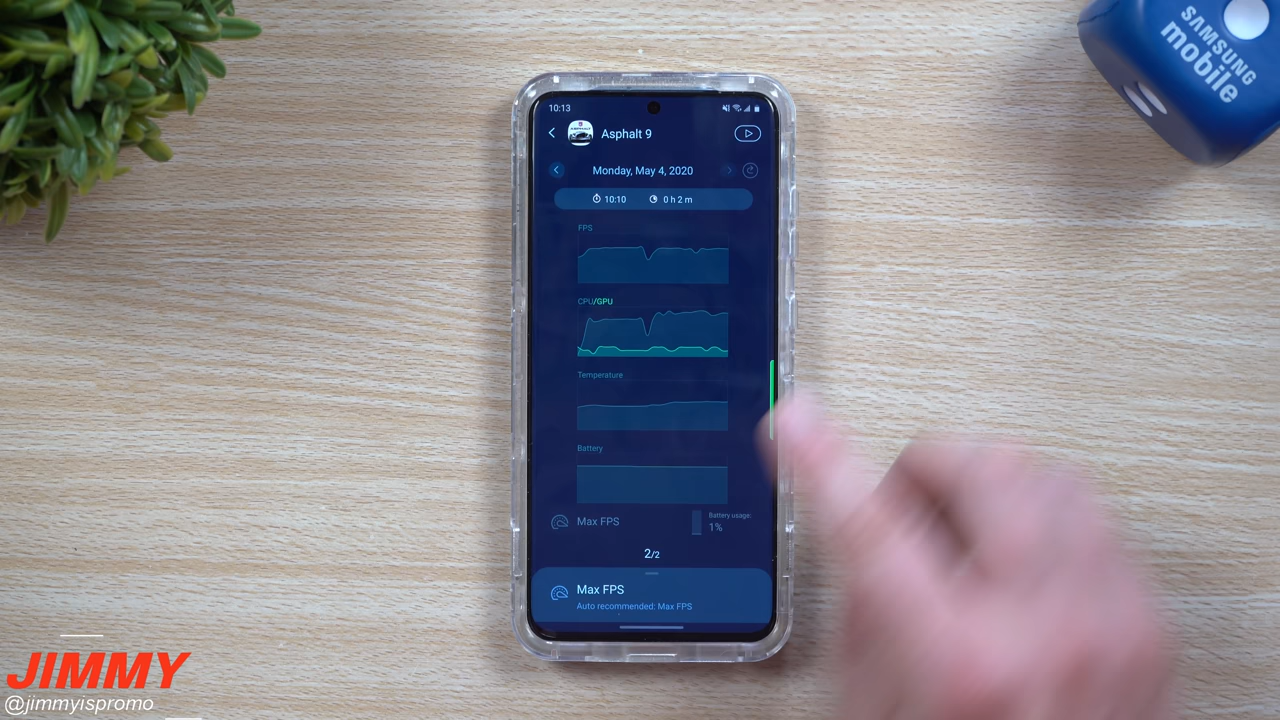 SAMSUNG
mobile
10:13
ASPHALT
Asphalt 9
Monday, May 4, 2020
10:10 0 h 2 m
FPS
CPU/GPU
Temperature
Battery
Max FPS
Battery usage:
1%
2/2
Max FPS
Auto recommended: Max FPS
JIMMY
@jimmyispromo